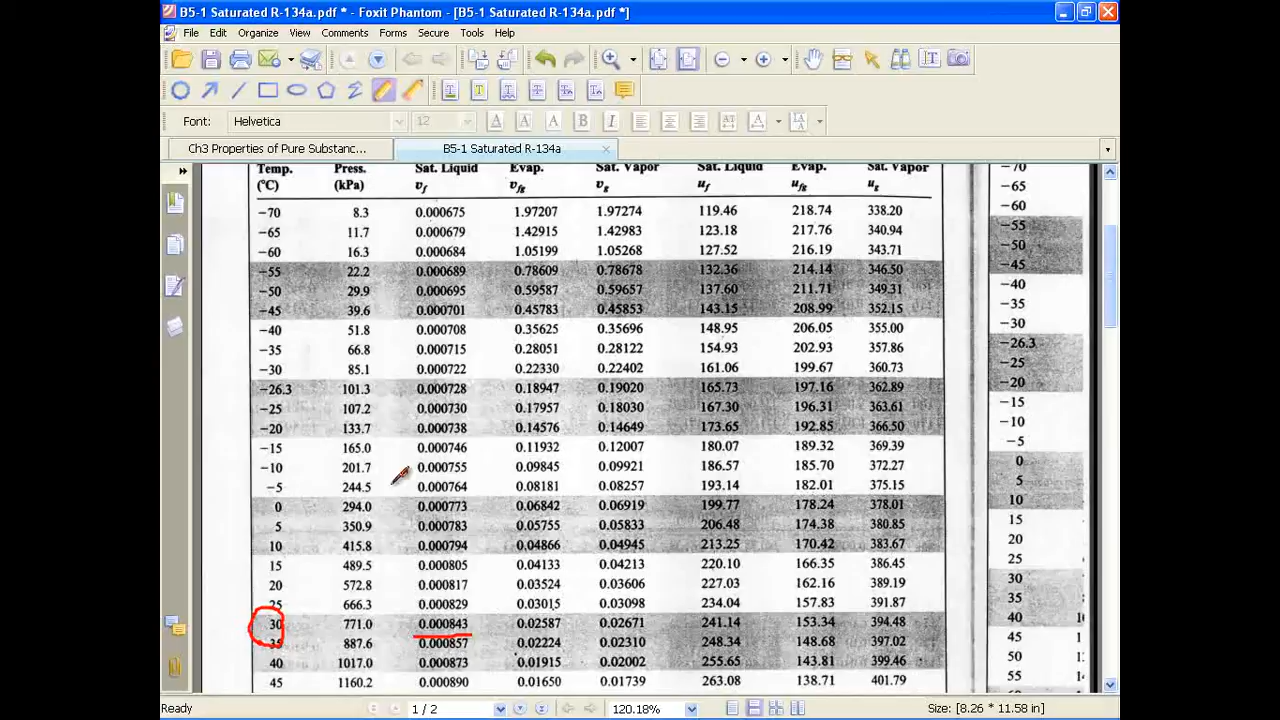 B5-1 Saturated R-134a.pdf * - Foxit Phantom - [B5-1 Saturated R-134a.pdf *]
File Edit Organize View Comments Forms Secure Tools Help
Font: Helvetica 12
Ch3 Properties of Pure Substanc... B5-1 Saturated R-134a
Temp. Press. Sat. Liquid Evap. Sat. Vapor Sat. Liquid Evap. Sat. Vapor
(°C) (kPa) vf vfg vg uf ufg ug
−70 8.3 0.000675 1.97207 1.97274 119.46 218.74 338.20
−65 11.7 0.000679 1.42915 1.42983 123.18 217.76 340.94
−60 16.3 0.000684 1.05199 1.05268 127.52 216.19 343.71
−55 22.2 0.000689 0.78609 0.78678 132.36 214.14 346.50
−50 29.9 0.000695 0.59587 0.59657 137.60 211.71 349.31
−45 39.6 0.000701 0.45783 0.45853 143.15 208.99 352.15
−40 51.8 0.000708 0.35625 0.35696 148.95 206.05 355.00
−35 66.8 0.000715 0.28051 0.28122 154.93 202.93 357.86
−30 85.1 0.000722 0.22330 0.22402 161.06 199.67 360.73
−26.3 101.3 0.000728 0.18947 0.19020 165.73 197.16 362.89
−25 107.2 0.000730 0.17957 0.18030 167.30 196.31 363.61
−20 133.7 0.000738 0.14576 0.14649 173.65 192.85 366.50
−15 165.0 0.000746 0.11932 0.12007 180.07 189.32 369.39
−10 201.7 0.000755 0.09845 0.09921 186.57 185.70 372.27
−5 244.5 0.000764 0.08181 0.08257 193.14 182.01 375.15
0 294.0 0.000773 0.06842 0.06919 199.77 178.24 378.01
5 350.9 0.000783 0.05755 0.05833 206.48 174.38 380.85
10 415.8 0.000794 0.04866 0.04945 213.25 170.42 383.67
15 489.5 0.000805 0.04133 0.04213 220.10 166.35 386.45
20 572.8 0.000817 0.03524 0.03606 227.03 162.16 389.19
25 666.3 0.000829 0.03015 0.03098 234.04 157.83 391.87
30 771.0 0.000843 0.02587 0.02671 241.14 153.34 394.48
35 887.6 0.000857 0.02224 0.02310 248.34 148.68 397.02
40 1017.0 0.000873 0.01915 0.02002 255.65 143.81 399.46
45 1160.2 0.000890 0.01650 0.01739 263.08 138.71 401.79
−70
−65
−60
−55
−50
−45
−40
−35
−30
−26.3
−25
−20
−15
−10
−5
0
5
10
15
20
25
30
35
40 1
45 1
50 1
55 1
Ready 1 / 2 120.18% Size: [8.26 * 11.58 in]